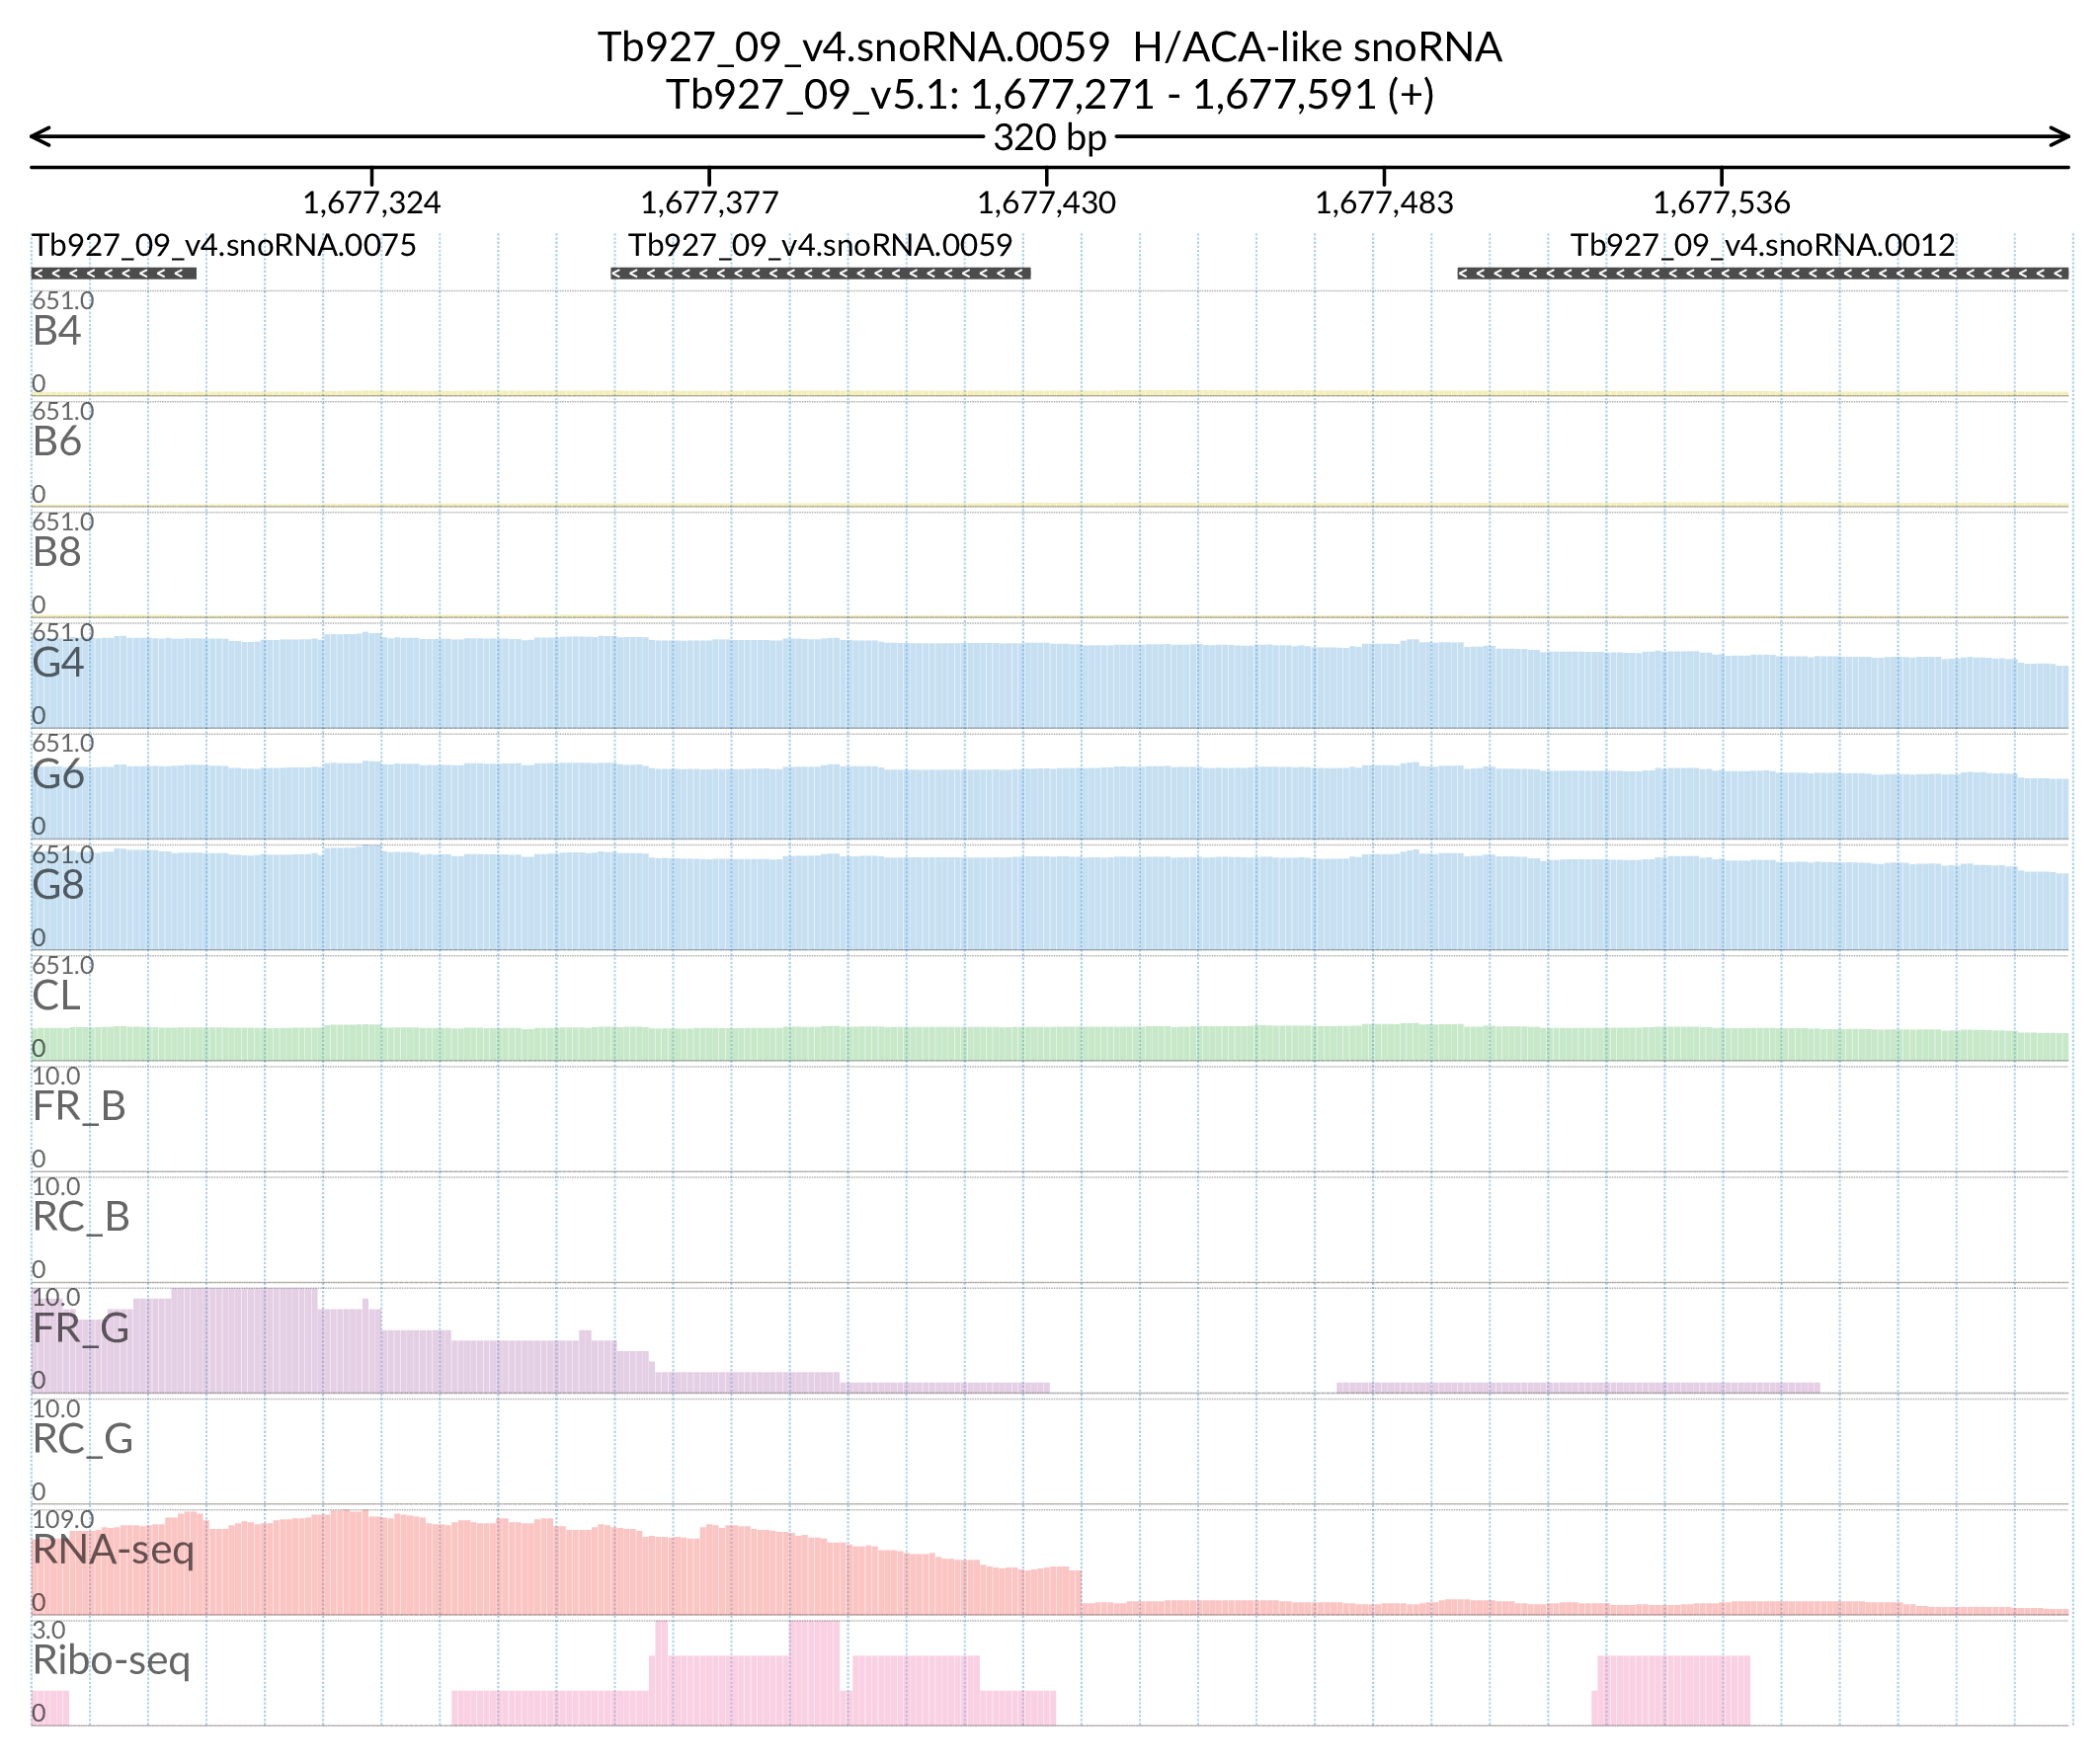 Tb927_09_v4.snoRNA.0059  H/ACA-like snoRNA
Tb927_09_v5.1: 1,677,271 - 1,677,591 (+)
320 bp
1,677,324 1,677,377 1,677,430 1,677,483 1,677,536
Tb927_09_v4.snoRNA.0075 Tb927_09_v4.snoRNA.0059 Tb927_09_v4.snoRNA.0012
651.0
B4
0
651.0
B6
0
651.0
B8
0
651.0
G4
0
651.0
G6
0
651.0
G8
0
651.0
CL
0
10.0
FR_B
0
10.0
RC_B
0
10.0
FR_G
0
10.0
RC_G
0
109.0
RNA-seq
0
3.0
Ribo-seq
0